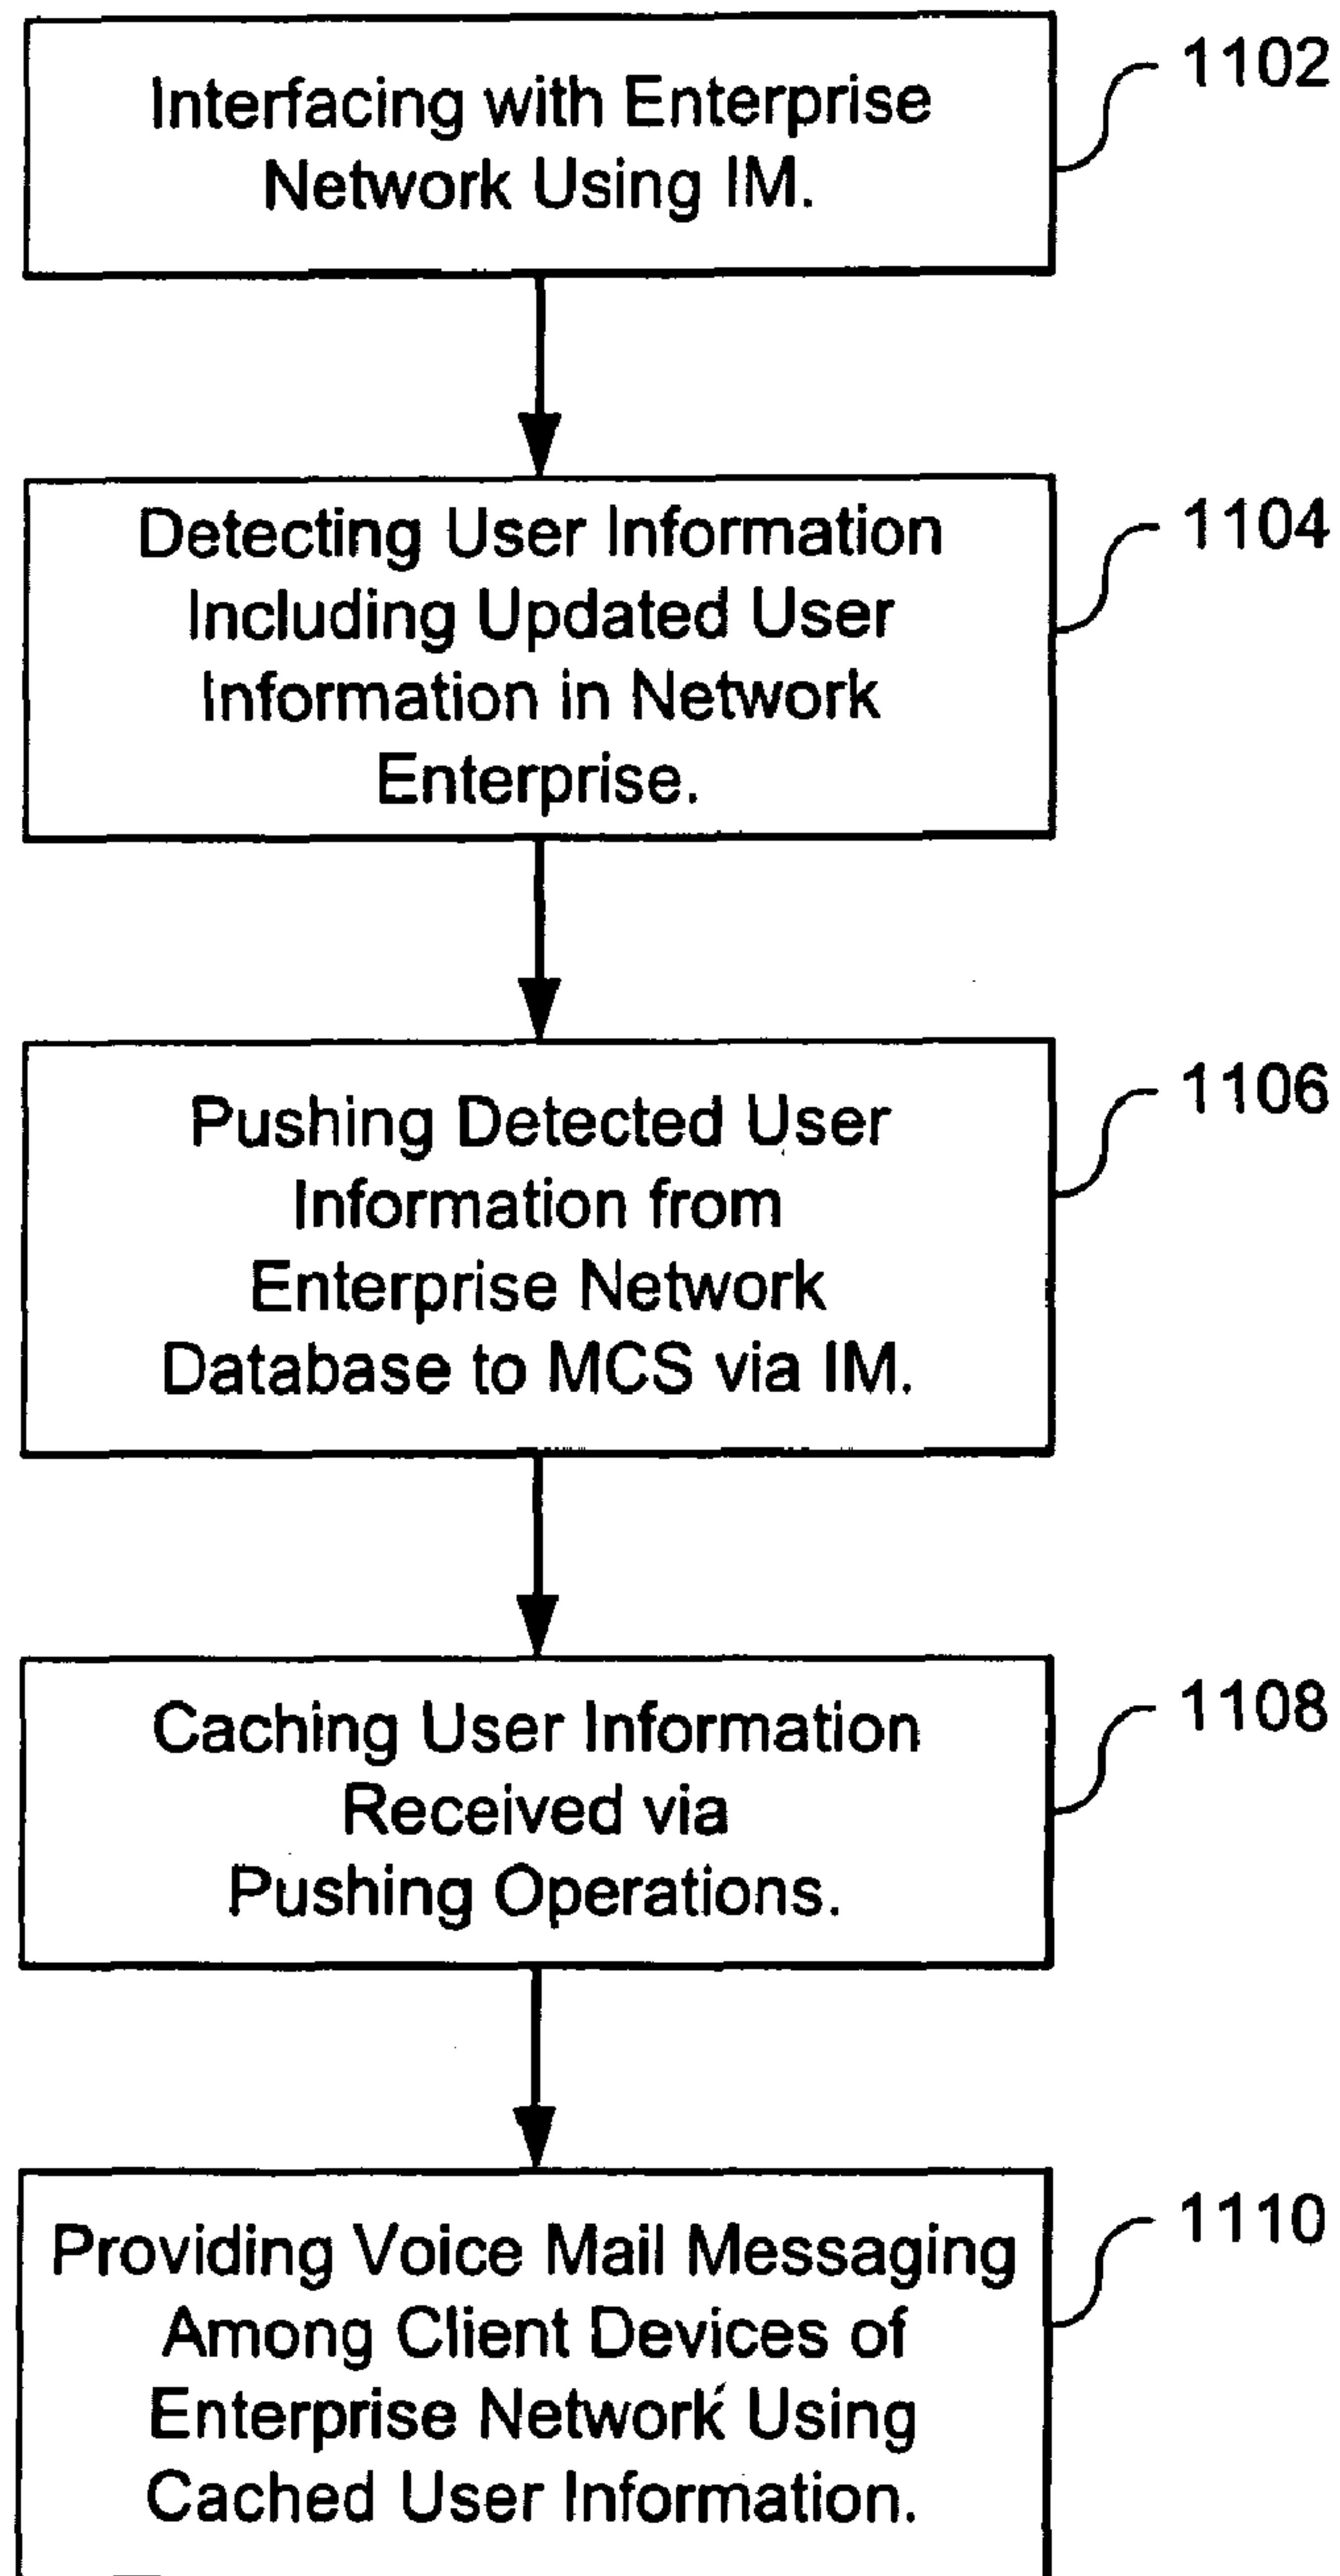 Interfacing with Enterprise
Network Using IM.
1102
Detecting User Information
Including Updated User
Information in Network
Enterprise.
1104
Pushing Detected User
Information from
Enterprise Network
Database to MCS via IM.
1106
Caching User Information
Received via
Pushing Operations.
1108
Providing Voice Mail Messaging
Among Client Devices of
Enterprise Network Using
Cached User Information.
1110